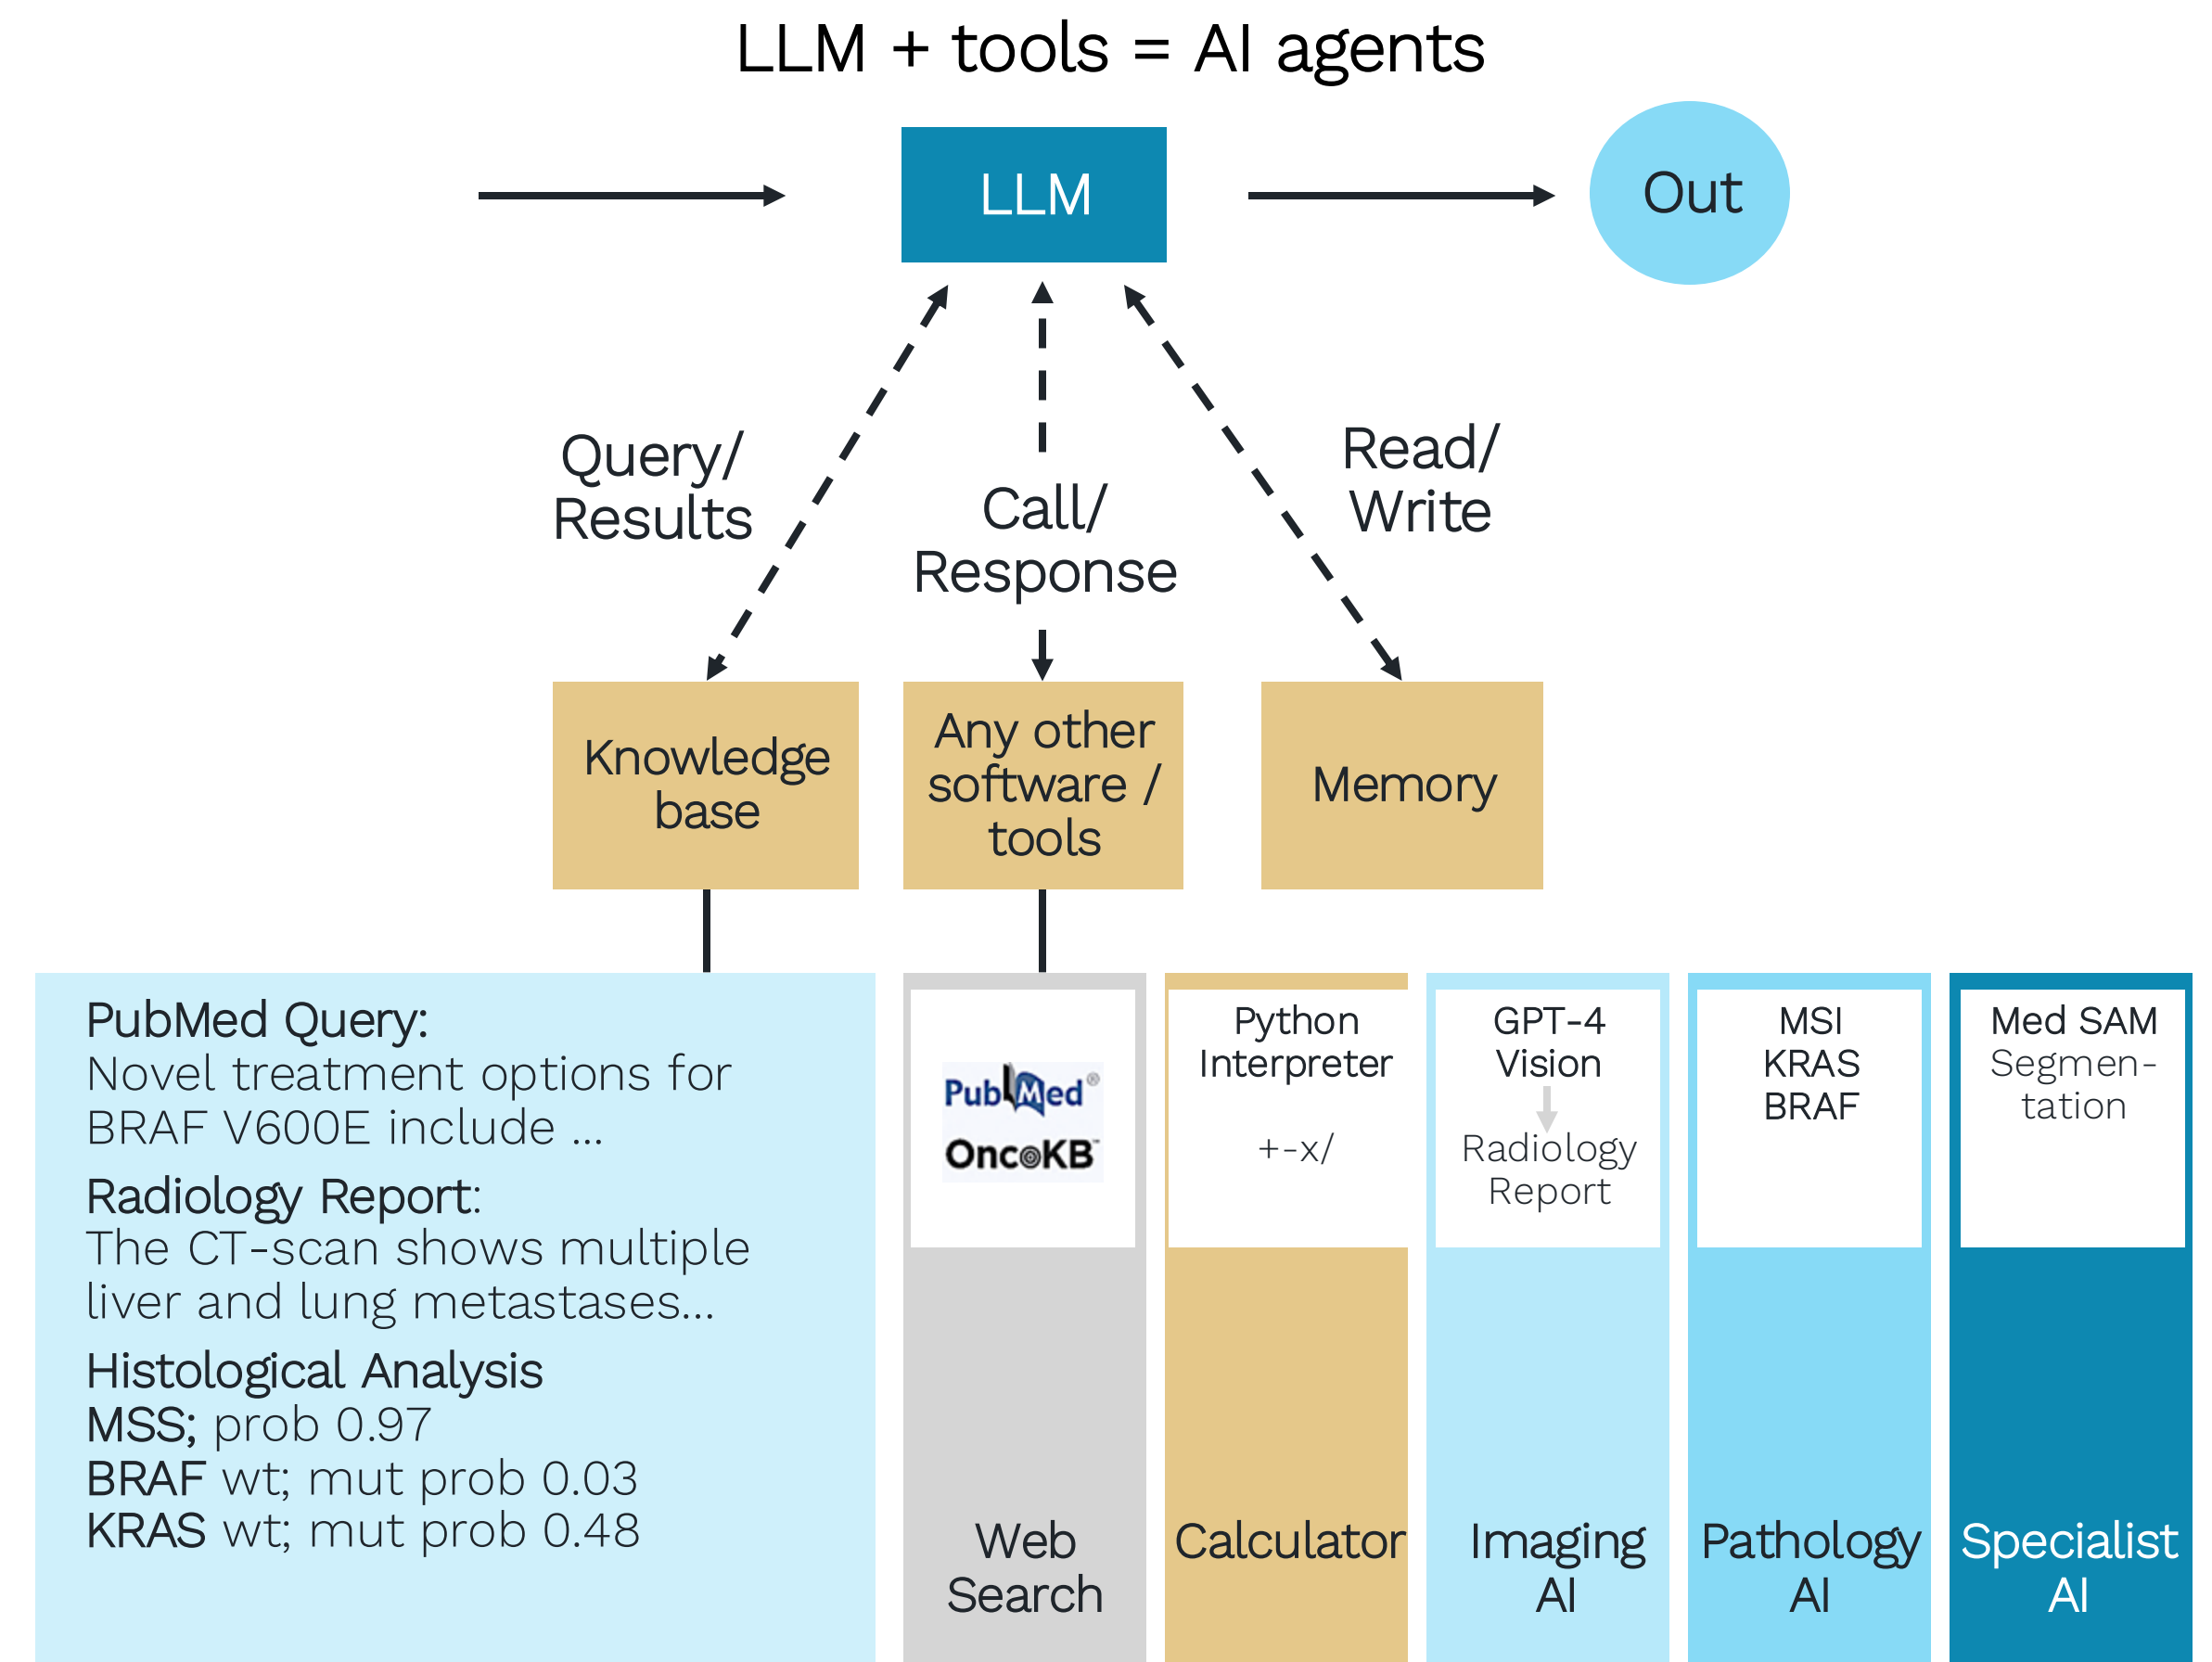 LLM + tools = AI agents
LLM
Out
Query/
Results
Call/
Response
Read/
Write
Knowledge
base
Any other
software /
tools
Memory
PubMed Query:
Novel treatment options for
BRAF V600E include ...
Radiology Report:
The CT-scan shows multiple
liver and lung metastases...
Histological Analysis
MSS; prob 0.97
BRAF wt; mut prob 0.03
KRAS wt; mut prob 0.48
PubMed®
OncoKB™
Web
Search
Python
Interpreter
+-x/
Calculator
GPT-4
Vision
Radiology
Report
Imaging
AI
MSI
KRAS
BRAF
Pathology
AI
Med SAM
Segmen-
tation
Specialist
AI